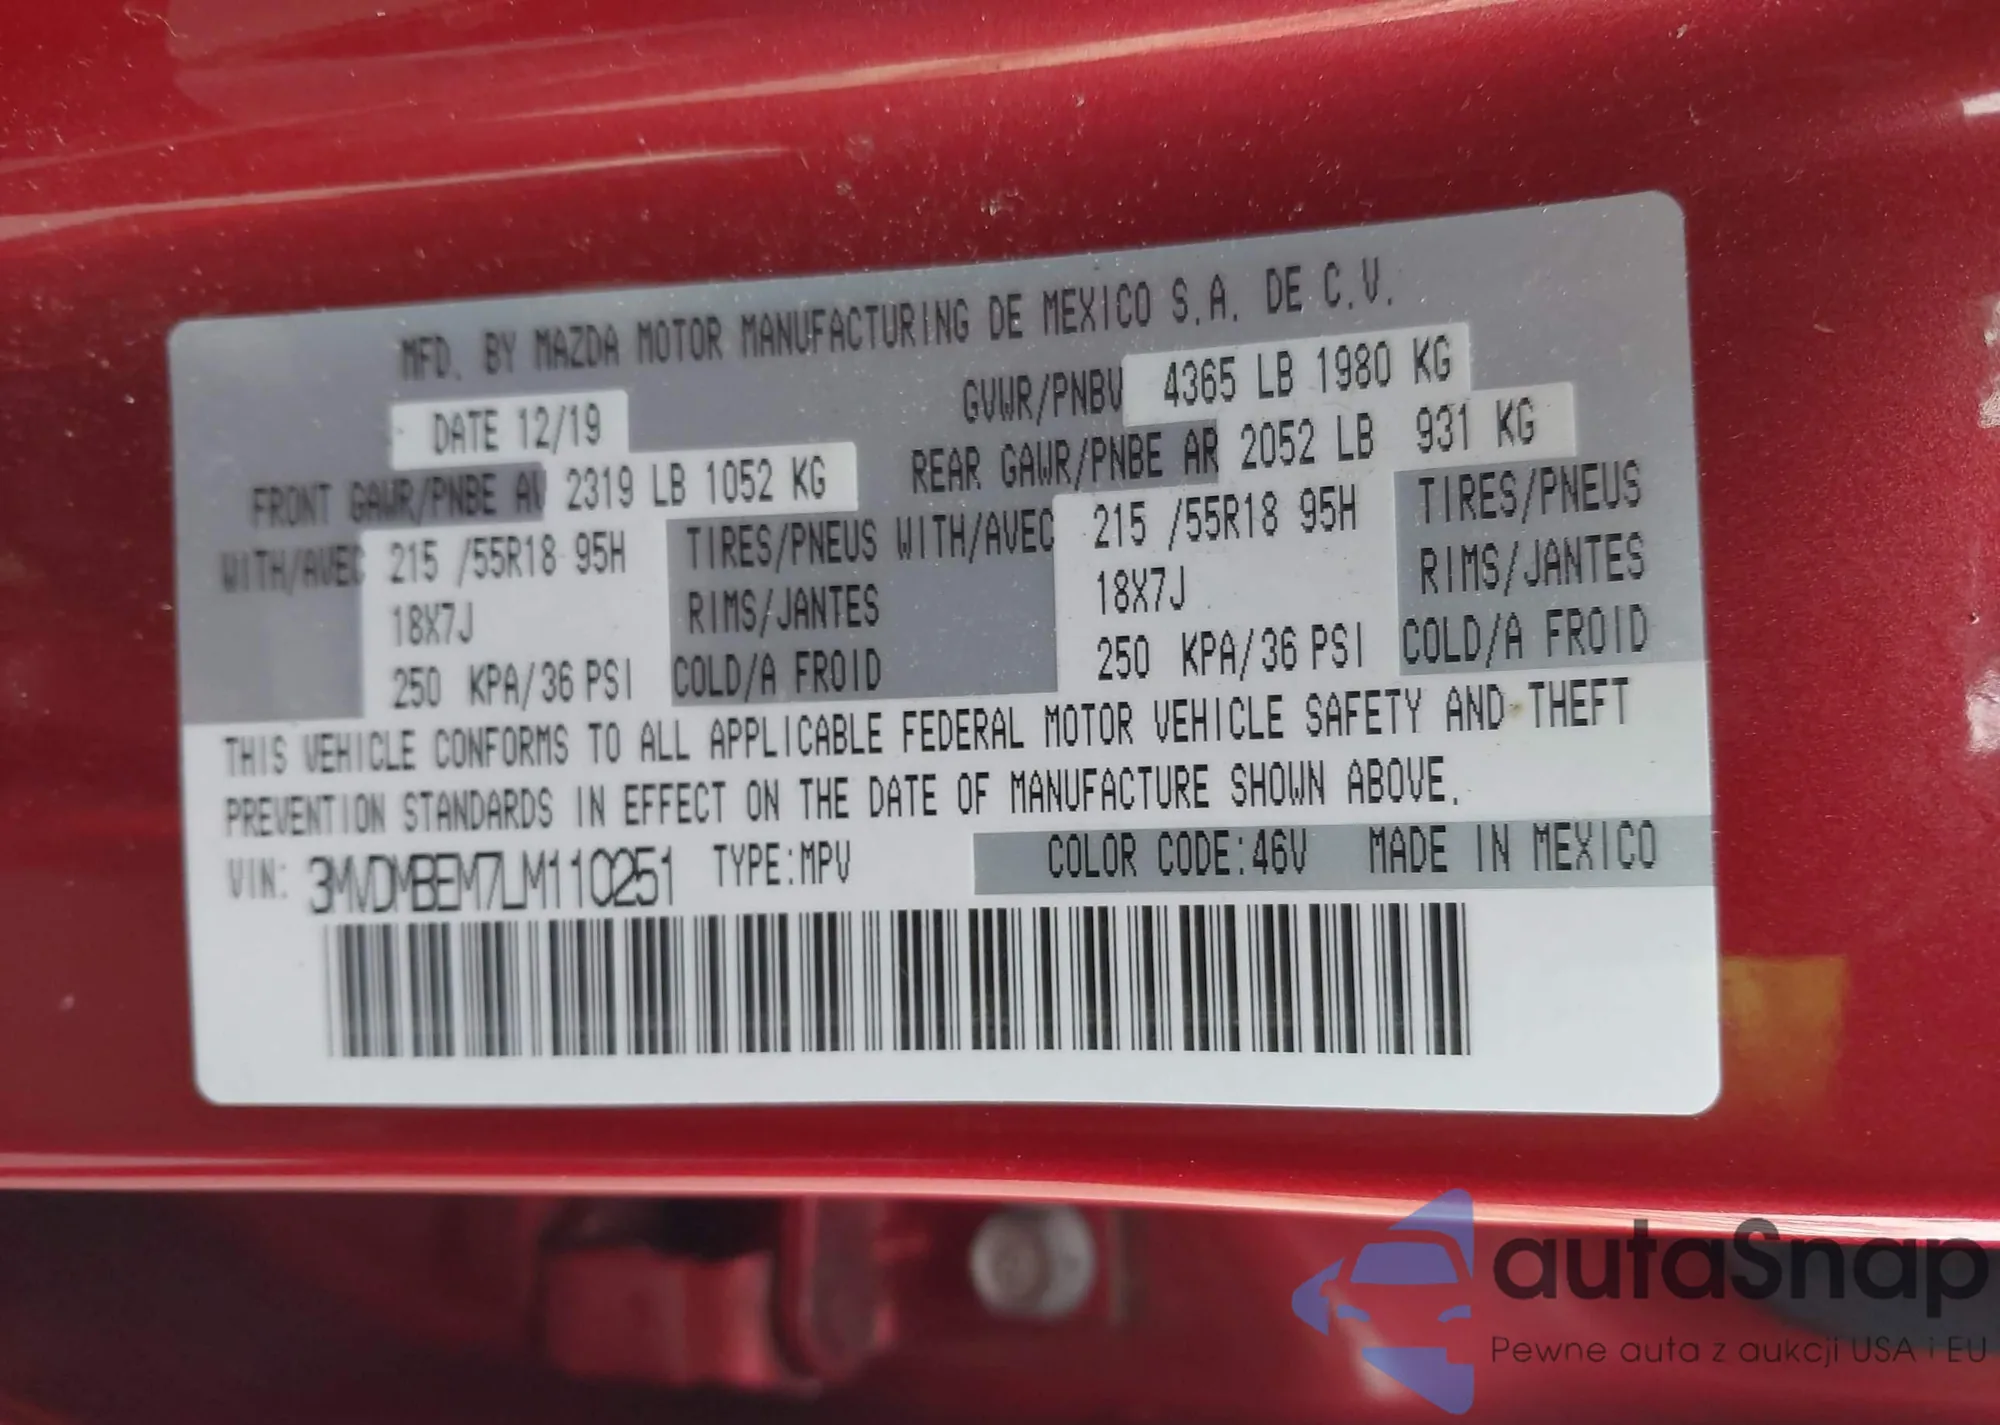 MFD. BY MAZDA MOTOR MANUFACTURING DE MEXICO S.A. DE C.V.
DATE 12/19 GVWR/PNBV 4365 LB 1980 KG
FRONT GAWR/PNBE AV 2319 LB 1052 KG REAR GAWR/PNBE AR 2052 LB 931 KG
WITH/AVEC 215 /55R18 95H TIRES/PNEUS WITH/AVEC 215 /55R18 95H TIRES/PNEUS
18X7J RIMS/JANTES 18X7J RIMS/JANTES
250 KPA/36 PSI COLD/A FROID 250 KPA/36 PSI COLD/A FROID
THIS VEHICLE CONFORMS TO ALL APPLICABLE FEDERAL MOTOR VEHICLE SAFETY AND THEFT
PREVENTION STANDARDS IN EFFECT ON THE DATE OF MANUFACTURE SHOWN ABOVE.
VIN: 3MVDMBEM7LM110251 TYPE:MPV COLOR CODE:46V MADE IN MEXICO
autaSnap
Pewne auta z aukcji USA i EU